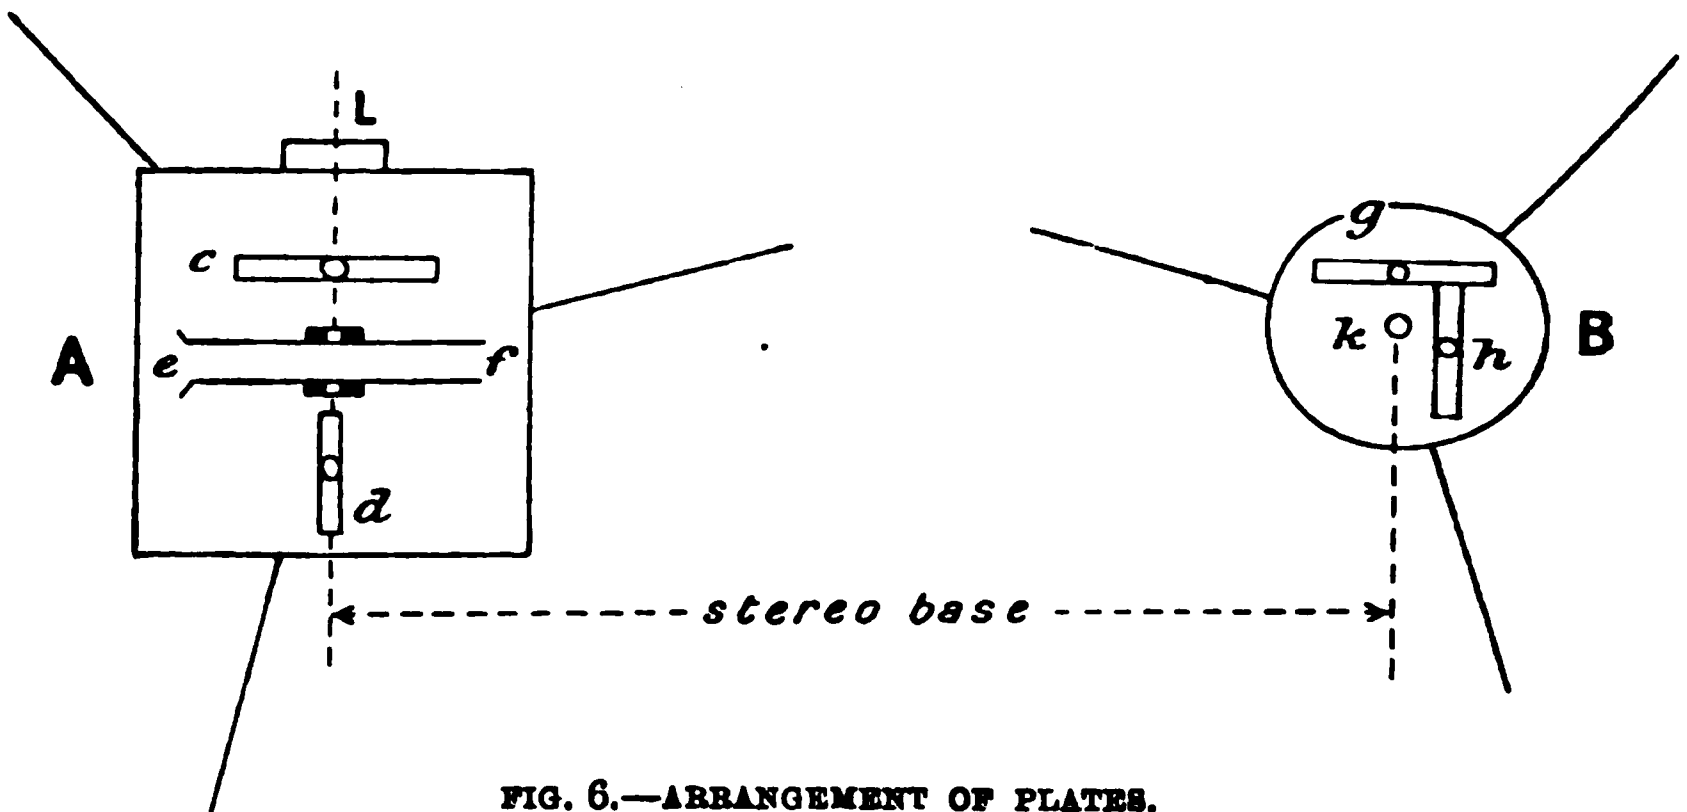 L
c
g
A
e
f
k
h
B
d
stereo base
FIG. 6.—ARRANGEMENT OF PLATES.